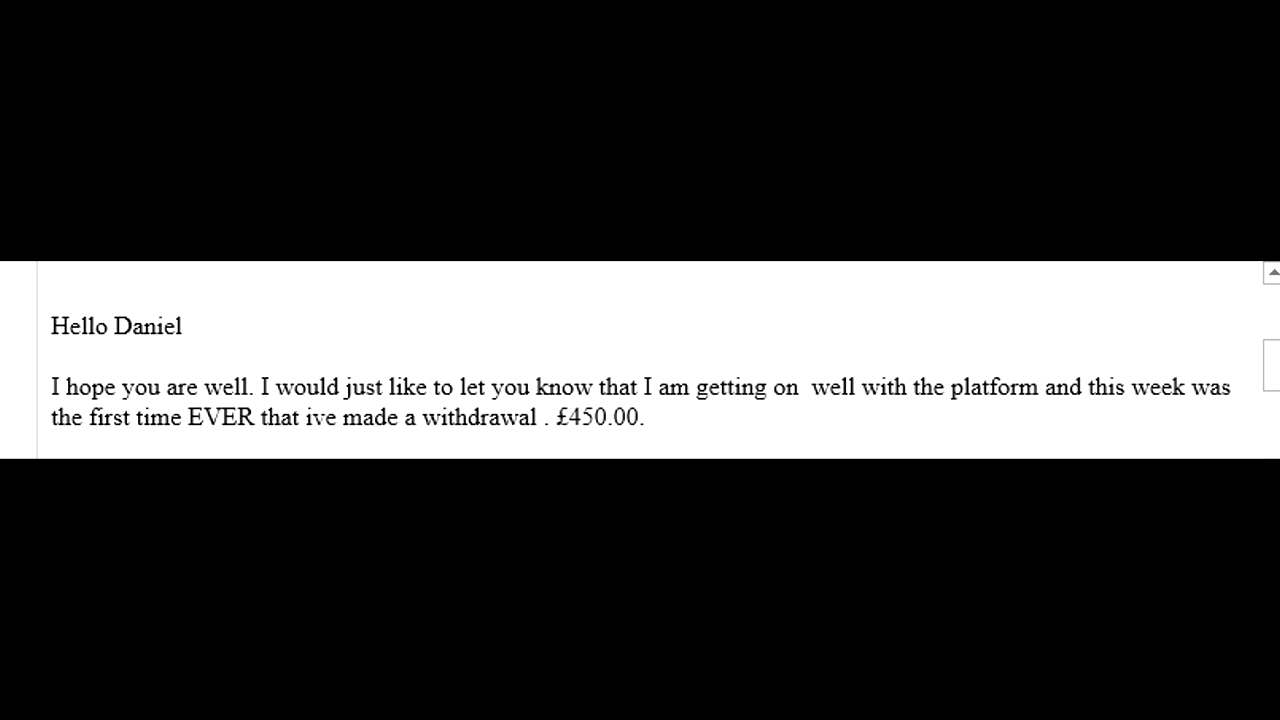 Hello Daniel
I hope you are well. I would just like to let you know that I am getting on  well with the platform and this week was
the first time EVER that ive made a withdrawal . £450.00.